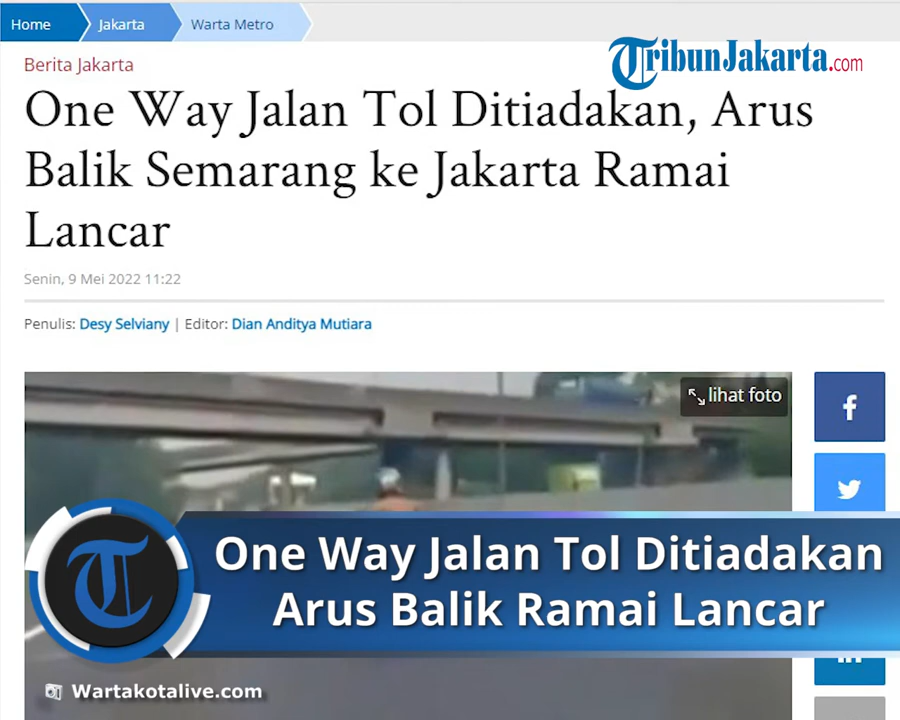 Home Jakarta Warta Metro
TribunJakarta.com
Berita Jakarta
One Way Jalan Tol Ditiadakan, Arus
Balik Semarang ke Jakarta Ramai
Lancar
Senin, 9 Mei 2022 11:22
Penulis: Desy Selviany | Editor: Dian Anditya Mutiara
lihat foto
f
One Way Jalan Tol Ditiadakan
Arus Balik Ramai Lancar
T
in
Wartakotalive.com